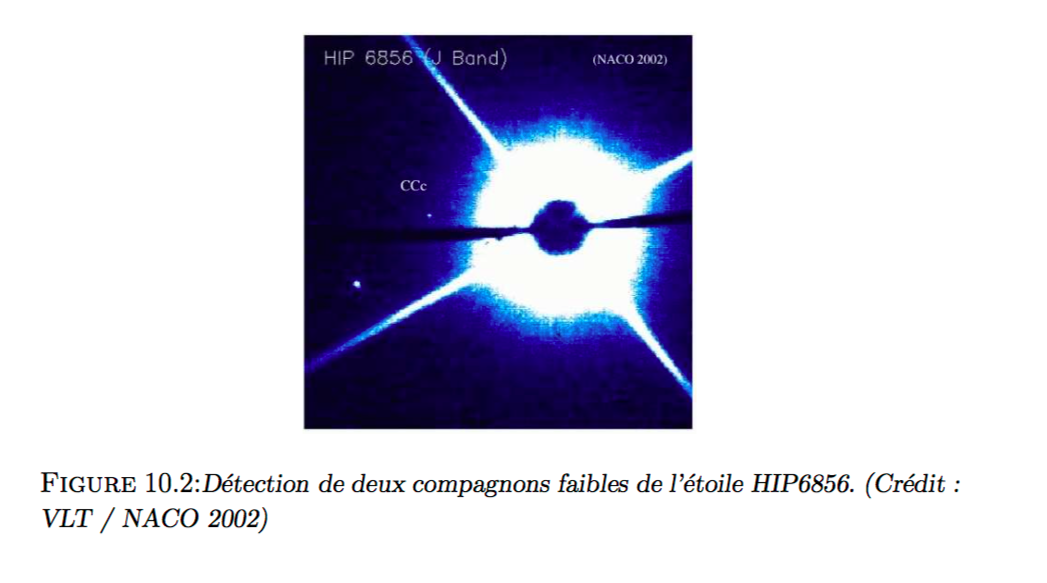 HIP 6856 (J Band)
(NACO 2002)
CCc
FIGURE 10.2:Détection de deux compagnons faibles de l'étoile HIP6856. (Crédit :
VLT / NACO 2002)